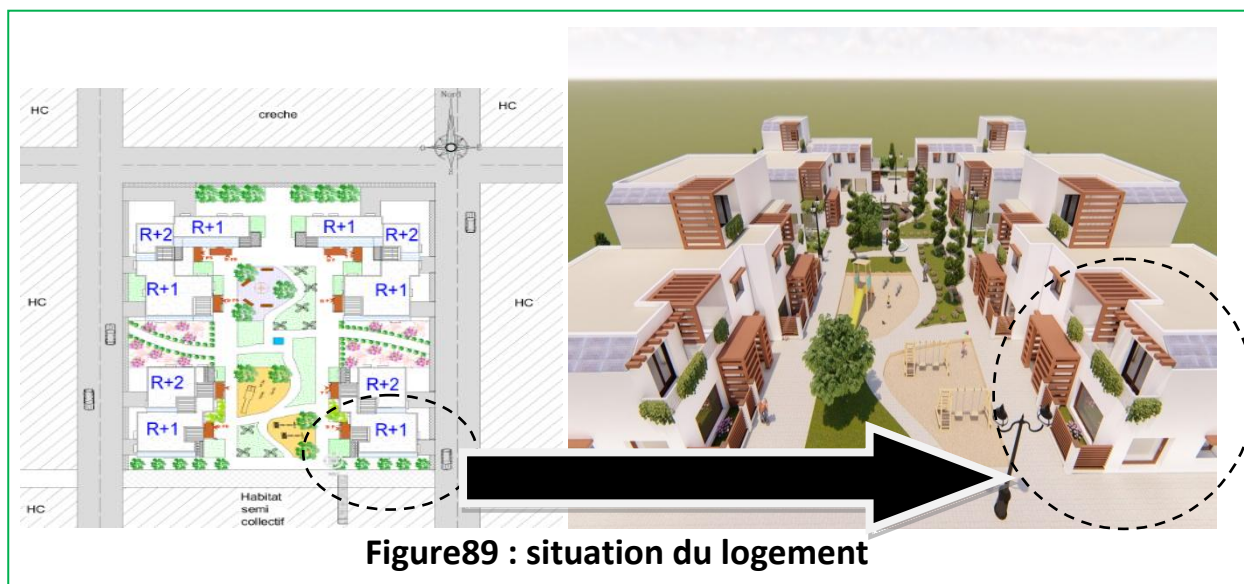 Nord
HC
HC
creche
R+1
R+1
R+2
R+2
R+1
R+1
HC
HC
R+2
R+2
R+1
R+1
HC
Habitat
semi
collectif
HC
Figure89 : situation du logement